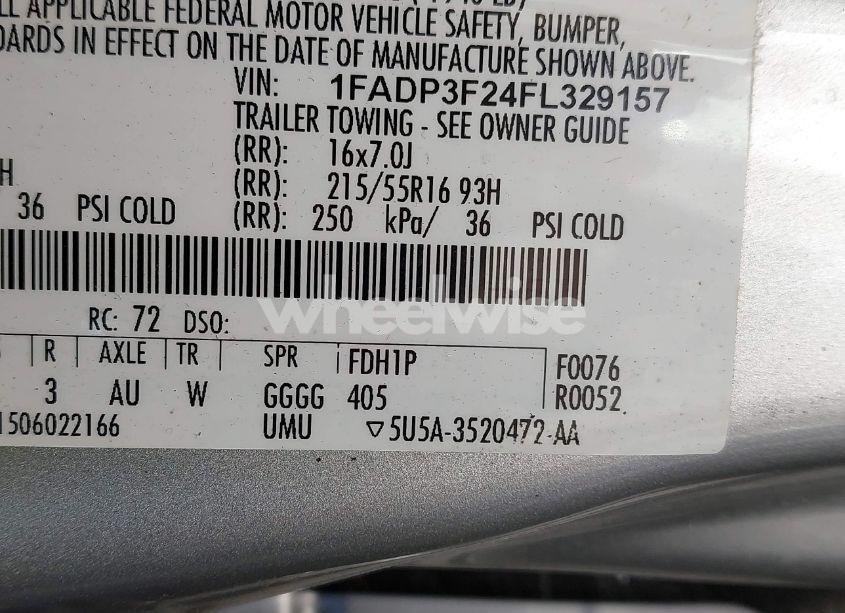 LL APPLICABLE FEDERAL MOTOR VEHICLE SAFETY, BUMPER,
DARDS IN EFFECT ON THE DATE OF MANUFACTURE SHOWN ABOVE.
VIN: 1FADP3F24FL329157
TRAILER TOWING - SEE OWNER GUIDE
(RR): 16x7.0J
H (RR): 215/55R16 93H
36 PSI COLD (RR): 250 kPa/ 36 PSI COLD
wheelwise
RC: 72 DSO:
R AXLE TR SPR FDH1P F0076
3 AU W GGGG 405 R0052
1506022166 UMU ▽5U5A-3520472-AA